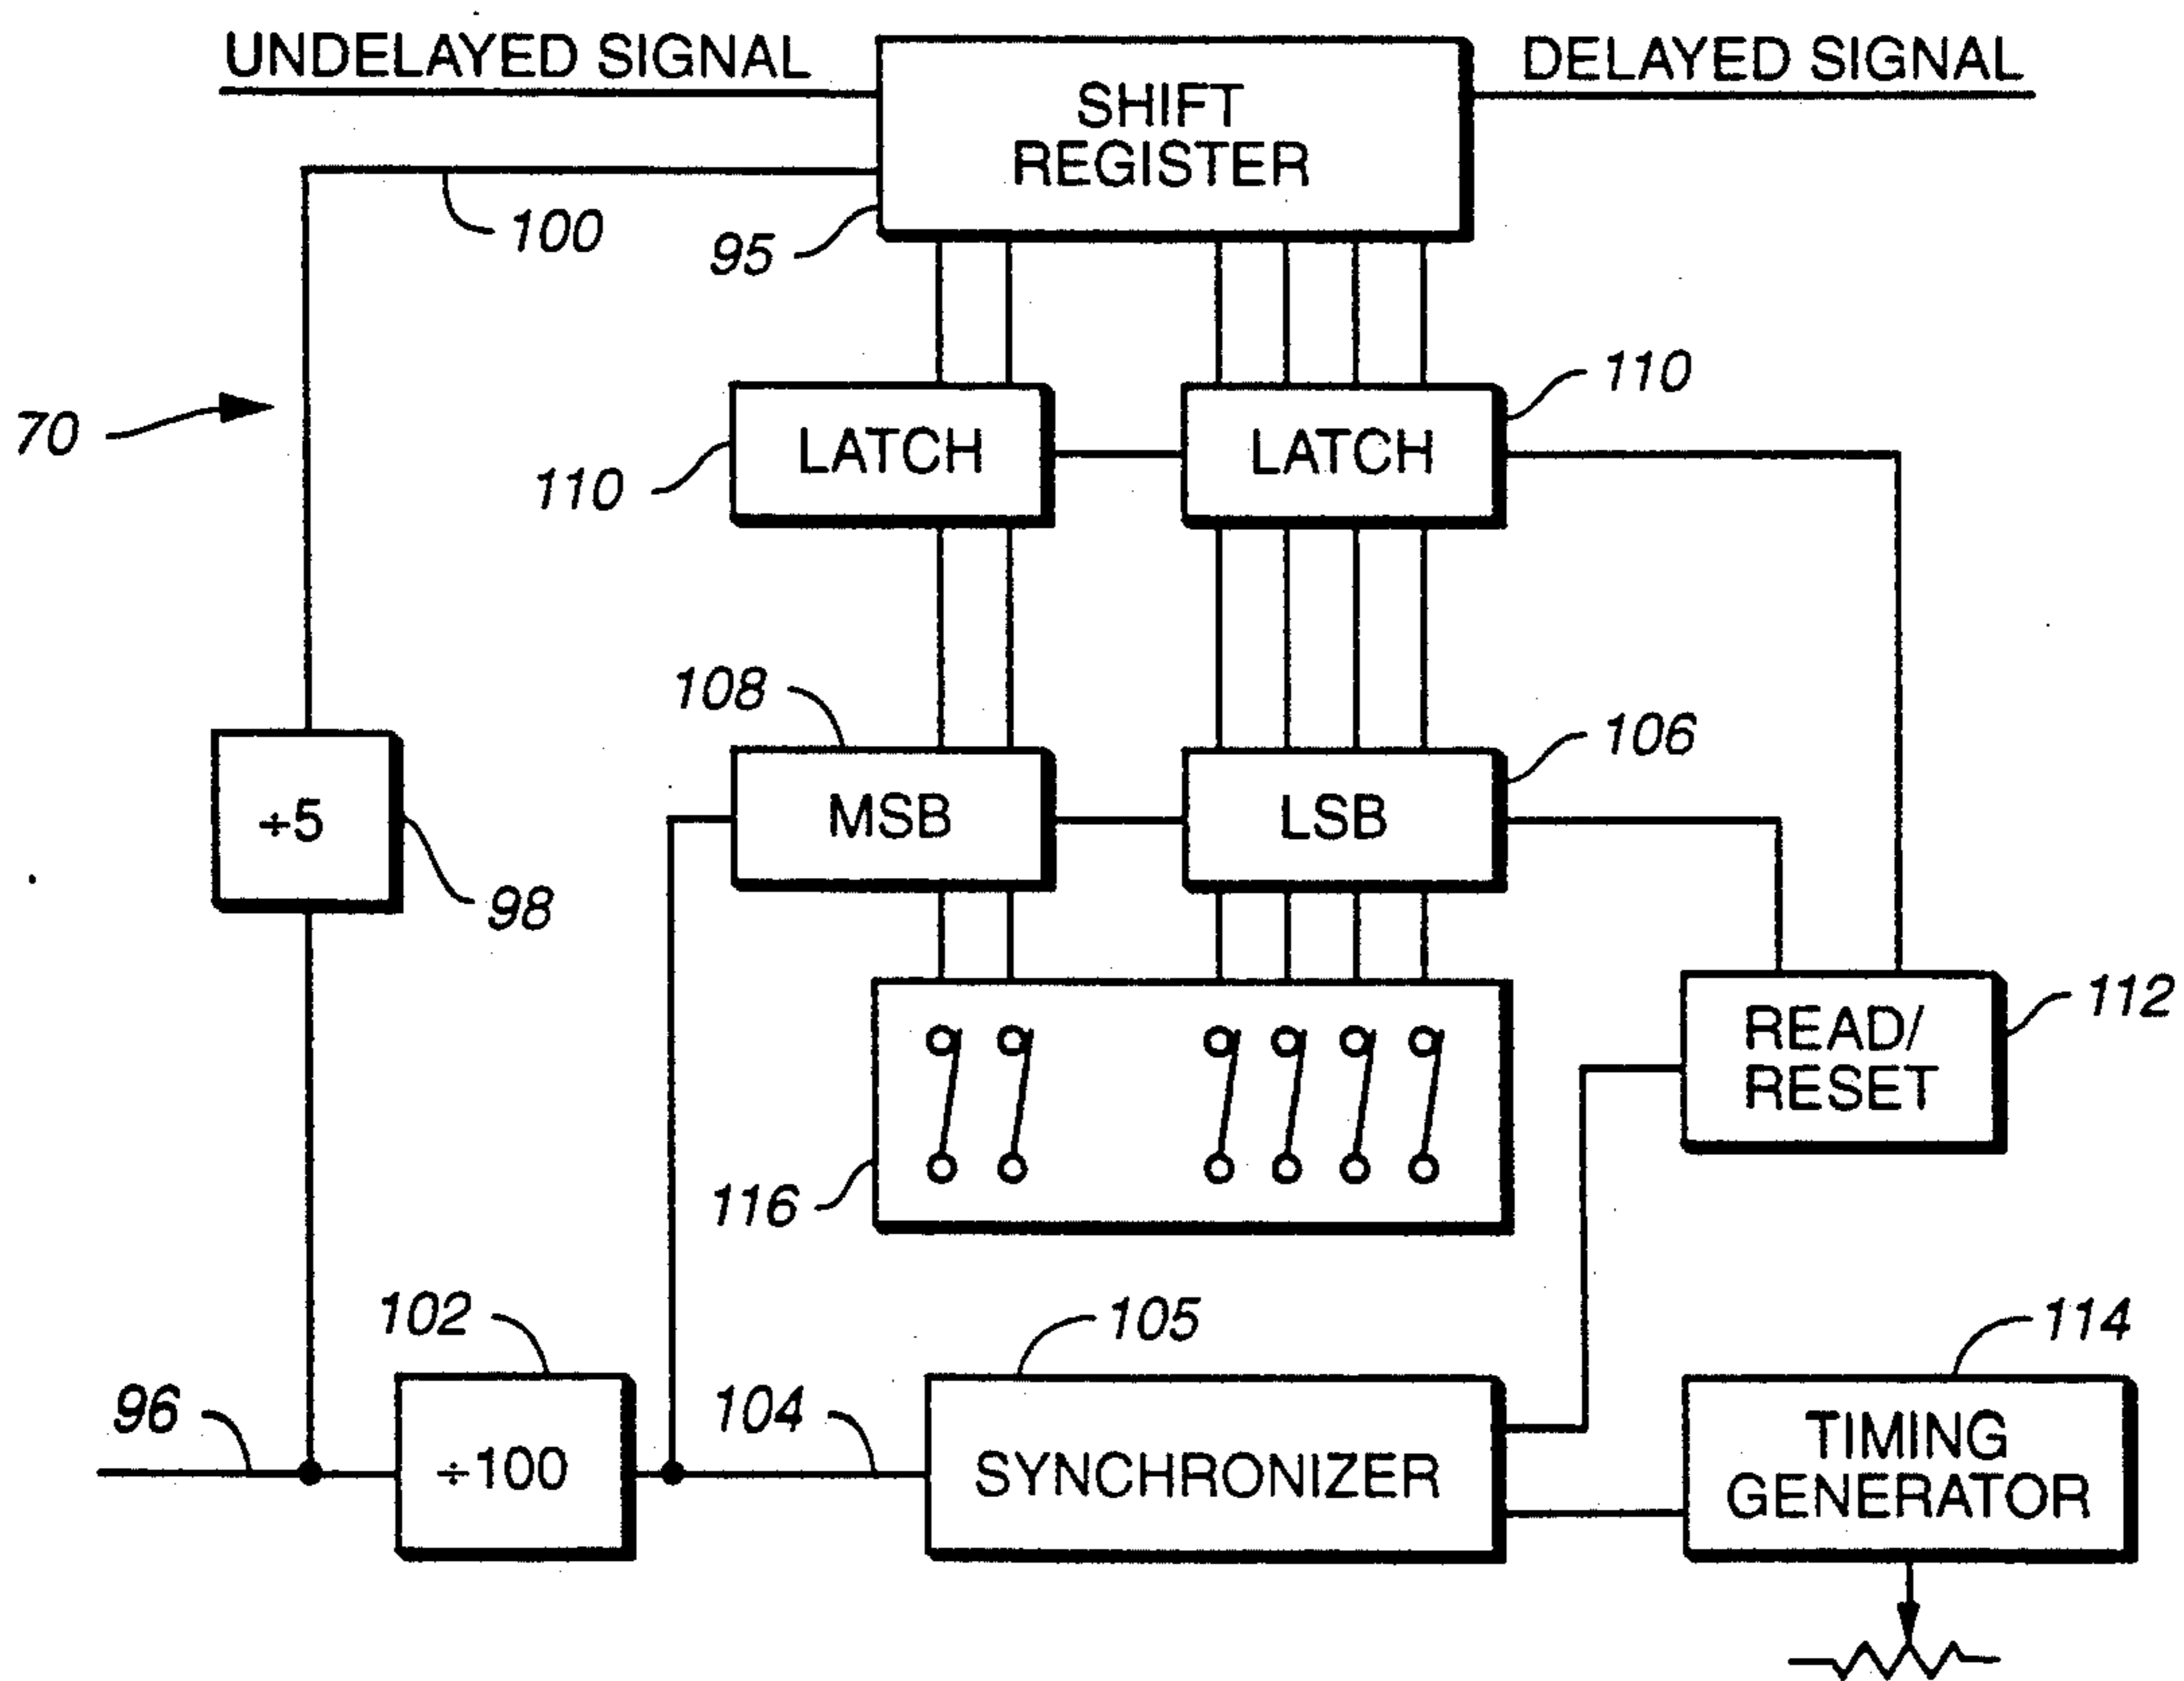 UNDELAYED SIGNAL
DELAYED SIGNAL
SHIFT
REGISTER
100
95
70
110
LATCH
LATCH
110
108
106
MSB
LSB
÷5
98
112
READ/
RESET
116
102
105
114
96
104
÷100
SYNCHRONIZER
TIMING
GENERATOR